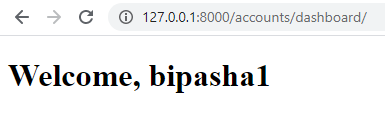 127.0.0.1:8000/accounts/dashboard/
Welcome, bipasha1